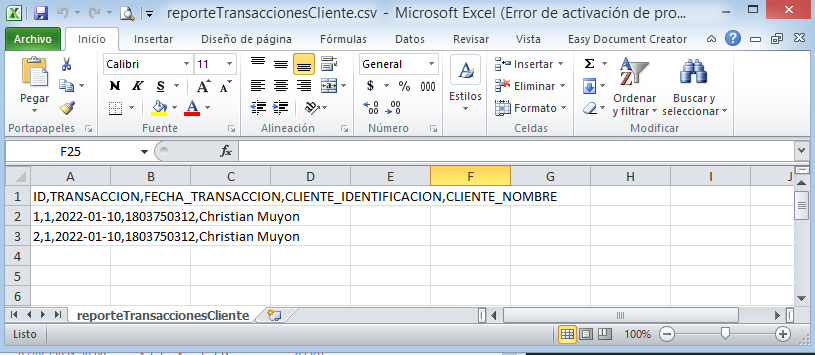 reporteTransaccionesCliente.csv - Microsoft Excel (Error de activación de pro...
Archivo Inicio Insertar Diseño de página Fórmulas Datos Revisar Vista Easy Document Creator
Pegar
Portapapeles
Calibri 11
N K S A A
Fuente
Alineación
General
$ % 000
Número
Estilos
Insertar
Eliminar
Formato
Celdas
Σ
Ordenar y filtrar
Buscar y seleccionar
Modificar
F25 fx
A B C D E F G H I J
1 ID,TRANSACCION,FECHA_TRANSACCION,CLIENTE_IDENTIFICACION,CLIENTE_NOMBRE
2 1,1,2022-01-10,1803750312,Christian Muyon
3 2,1,2022-01-10,1803750312,Christian Muyon
4
5
6
reporteTransaccionesCliente
Listo 100%